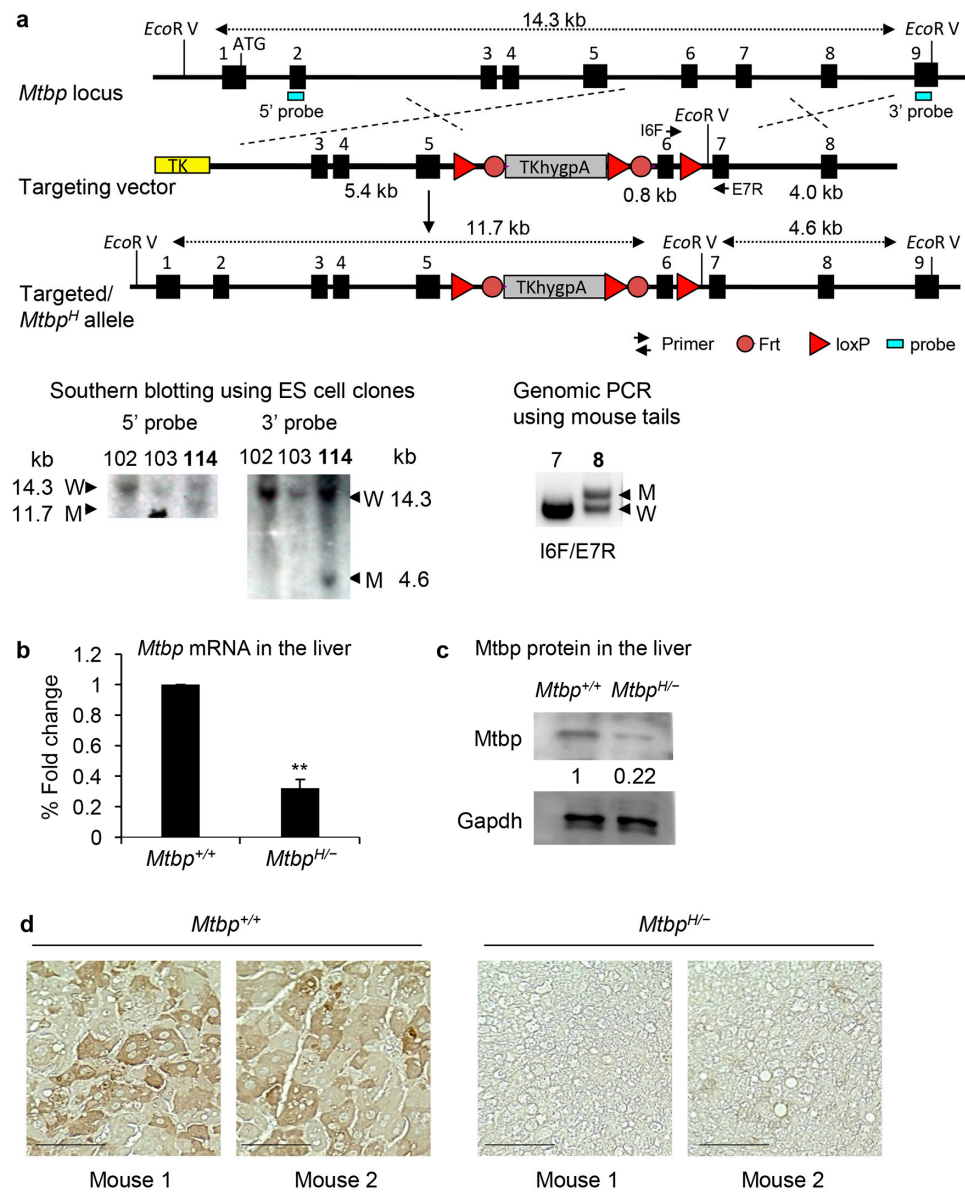 a
14.3 kb
EcoR V ATG EcoR V
1 2 3 4 5 6 7 8 9
Mtbp locus
5’ probe
3’ probe
EcoR V
I6F
3 4 5 6 7 8
TK TKhygpA
Targeting vector
5.4 kb 0.8 kb E7R 4.0 kb
11.7 kb 4.6 kb
EcoR V EcoR V EcoR V
1 2 3 4 5 6 7 8 9
TKhygpA
Targeted/
Mtbp^H allele
Primer Frt loxP probe
Southern blotting using ES cell clones
5’ probe 3’ probe
kb 102 103 114 102 103 114 kb
14.3 W W 14.3
11.7 M
M 4.6
Genomic PCR
using mouse tails
7 8
M
W
I6F/E7R
b
Mtbp mRNA in the liver
% Fold change
1.2
1
0.8
0.6
0.4
0.2
0
**
Mtbp+/+ MtbpH/−
c
Mtbp protein in the liver
Mtbp+/+ MtbpH/−
Mtbp
1 0.22
Gapdh
d
Mtbp+/+ MtbpH/−
Mouse 1 Mouse 2 Mouse 1 Mouse 2